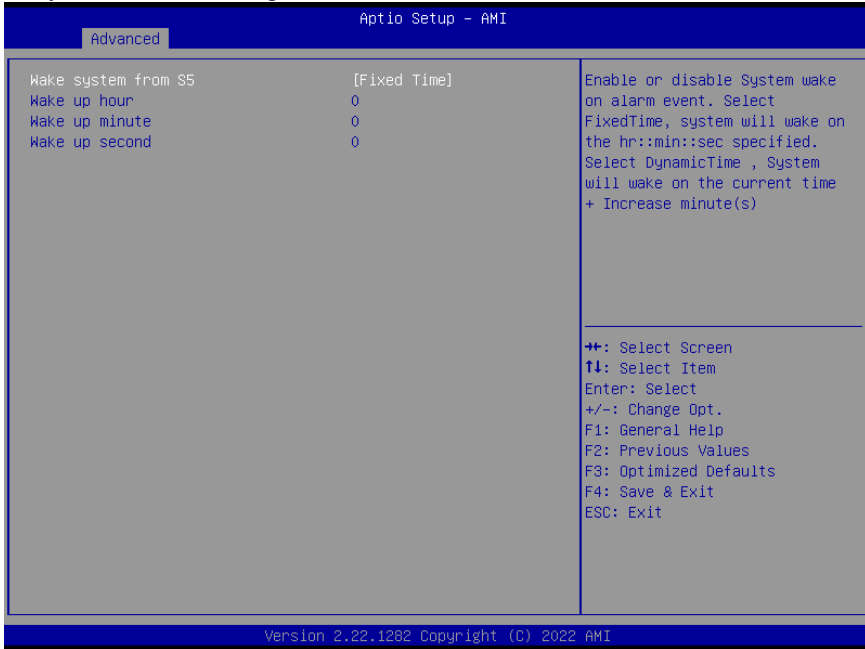 Aptio Setup – AMI
Advanced
Wake system from S5 [Fixed Time]
Wake up hour 0
Wake up minute 0
Wake up second 0
Enable or disable System wake
on alarm event. Select
FixedTime, system will wake on
the hr::min::sec specified.
Select DynamicTime , System
will wake on the current time
+ Increase minute(s)
→←: Select Screen
↑↓: Select Item
Enter: Select
+/-: Change Opt.
F1: General Help
F2: Previous Values
F3: Optimized Defaults
F4: Save & Exit
ESC: Exit
Version 2.22.1282 Copyright (C) 2022 AMI